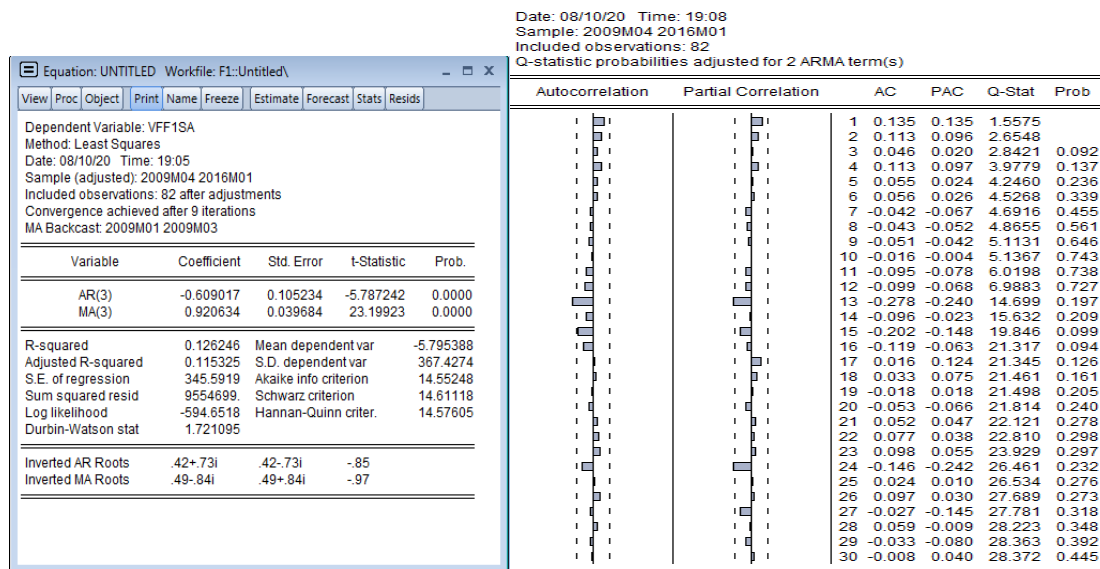 Equation: UNTITLED Workfile: F1::Untitled\
View Proc Object Print Name Freeze Estimate Forecast Stats Resids
Dependent Variable: VFF1SA
Method: Least Squares
Date: 08/10/20 Time: 19:05
Sample (adjusted): 2009M04 2016M01
Included observations: 82 after adjustments
Convergence achieved after 9 iterations
MA Backcast: 2009M01 2009M03
Variable Coefficient Std. Error t-Statistic Prob.
AR(3) -0.609017 0.105234 -5.787242 0.0000
MA(3) 0.920634 0.039684 23.19923 0.0000
R-squared 0.126246 Mean dependent var -5.795388
Adjusted R-squared 0.115325 S.D. dependent var 367.4274
S.E. of regression 345.5919 Akaike info criterion 14.55248
Sum squared resid 9554699. Schwarz criterion 14.61118
Log likelihood -594.6518 Hannan-Quinn criter. 14.57605
Durbin-Watson stat 1.721095
Inverted AR Roots .42+.73i .42-.73i -.85
Inverted MA Roots .49-.84i .49+.84i -.97
Date: 08/10/20 Time: 19:08
Sample: 2009M04 2016M01
Included observations: 82
Q-statistic probabilities adjusted for 2 ARMA term(s)
Autocorrelation Partial Correlation AC PAC Q-Stat Prob
1 0.135 0.135 1.5575
2 0.113 0.096 2.6548
3 0.046 0.020 2.8421 0.092
4 0.113 0.097 3.9779 0.137
5 0.055 0.024 4.2460 0.236
6 0.056 0.026 4.5268 0.339
7 -0.042 -0.067 4.6916 0.455
8 -0.043 -0.052 4.8655 0.561
9 -0.051 -0.042 5.1131 0.646
10 -0.016 -0.004 5.1367 0.743
11 -0.095 -0.078 6.0198 0.738
12 -0.099 -0.068 6.9883 0.727
13 -0.278 -0.240 14.699 0.197
14 -0.096 -0.023 15.632 0.209
15 -0.202 -0.148 19.846 0.099
16 -0.119 -0.063 21.317 0.094
17 0.016 0.124 21.345 0.126
18 0.033 0.075 21.461 0.161
19 -0.018 0.018 21.498 0.205
20 -0.053 -0.066 21.814 0.240
21 0.052 0.047 22.121 0.278
22 0.077 0.038 22.810 0.298
23 0.098 0.055 23.929 0.297
24 -0.146 -0.242 26.461 0.232
25 0.024 0.010 26.534 0.276
26 0.097 0.030 27.689 0.273
27 -0.027 -0.145 27.781 0.318
28 0.059 -0.009 28.223 0.348
29 -0.033 -0.080 28.363 0.392
30 -0.008 0.040 28.372 0.445